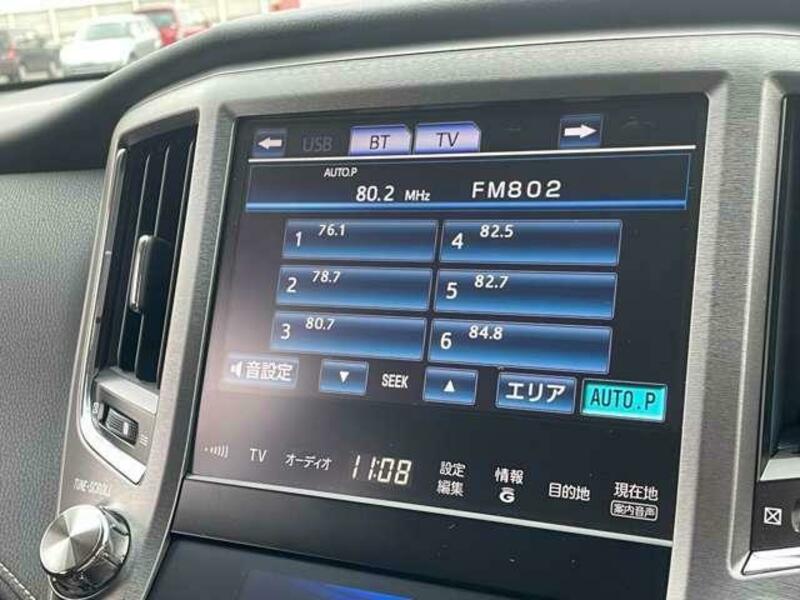 USB BT TV
AUTO.P
80.2 MHz FM802
1 76.1 4 82.5
2 78.7 5 82.7
3 80.7 6 84.8
音設定 ▼ SEEK ▲ エリア AUTO.P
TV オーディオ 11:08 設定編集 情報G 目的地 現在地
案内音声
TUNE•SCROLL